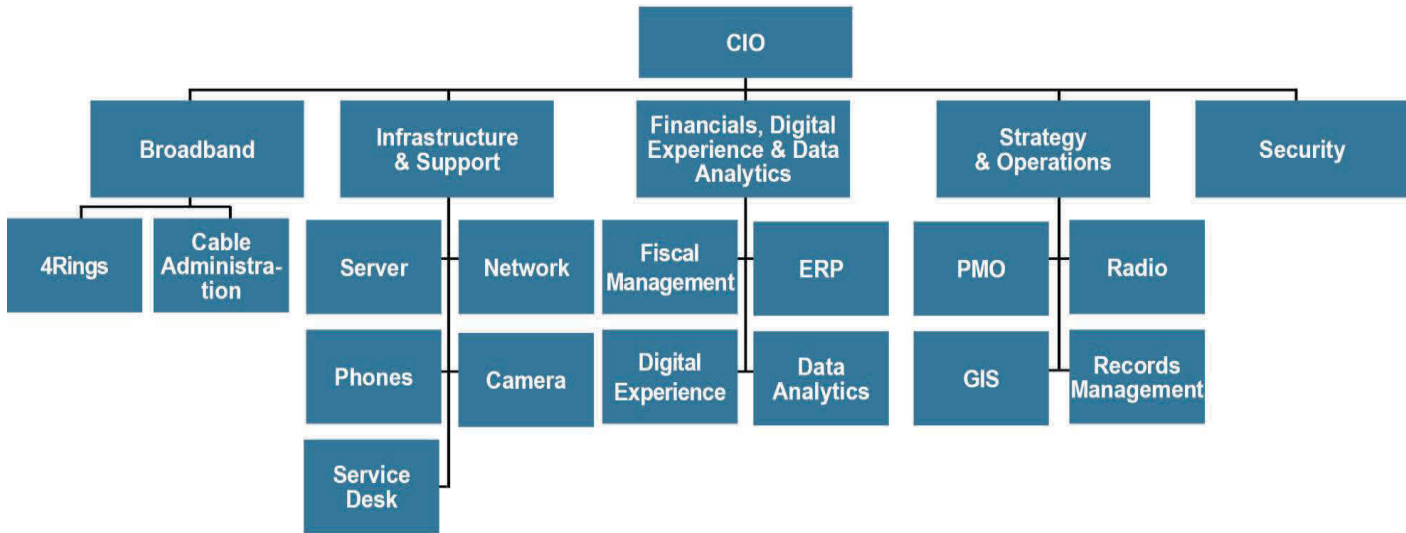 CIO
Broadband
Infrastructure
& Support
Financials, Digital
Experience & Data
Analytics
Strategy
& Operations
Security
4Rings
Cable
Administra-
tion
Server
Network
Fiscal
Management
ERP
PMO
Radio
Phones
Camera
Digital
Experience
Data
Analytics
GIS
Records
Management
Service
Desk